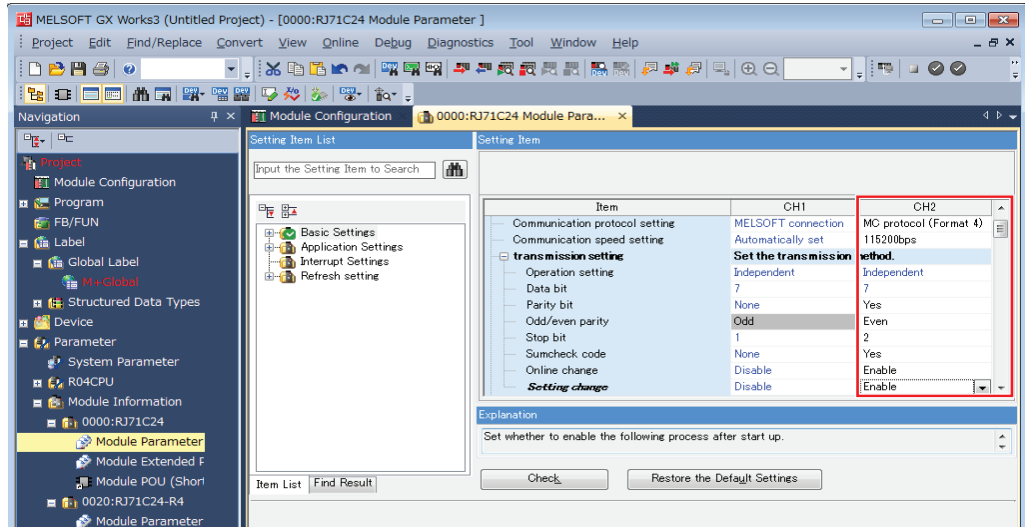 MELSOFT GX Works3 (Untitled Project) - [0000:RJ71C24 Module Parameter ]
Project Edit Find/Replace Convert View Online Debug Diagnostics Tool Window Help
Navigation
Project
Module Configuration
Program
FB/FUN
Label
Global Label
M+Global
Structured Data Types
Device
Parameter
System Parameter
R04CPU
Module Information
0000:RJ71C24
Module Parameter
Module Extended P
Module POU (Short
0020:RJ71C24-R4
Module Parameter
Module Configuration 0000:RJ71C24 Module Para...
Setting Item List
Input the Setting Item to Search
Basic Settings
Application Settings
Interrupt Settings
Refresh setting
Item List Find Result
Setting Item
Item CH1 CH2
Communication protocol setting MELSOFT connection MC protocol (Format 4)
Communication speed setting Automatically set 115200bps
transmission setting Set the transmission method.
Operation setting Independent Independent
Data bit 7 7
Parity bit None Yes
Odd/even parity Odd Even
Stop bit 1 2
Sumcheck code None Yes
Online change Disable Enable
Setting change Disable Enable
Explanation
Set whether to enable the following process after start up.
Check Restore the Default Settings